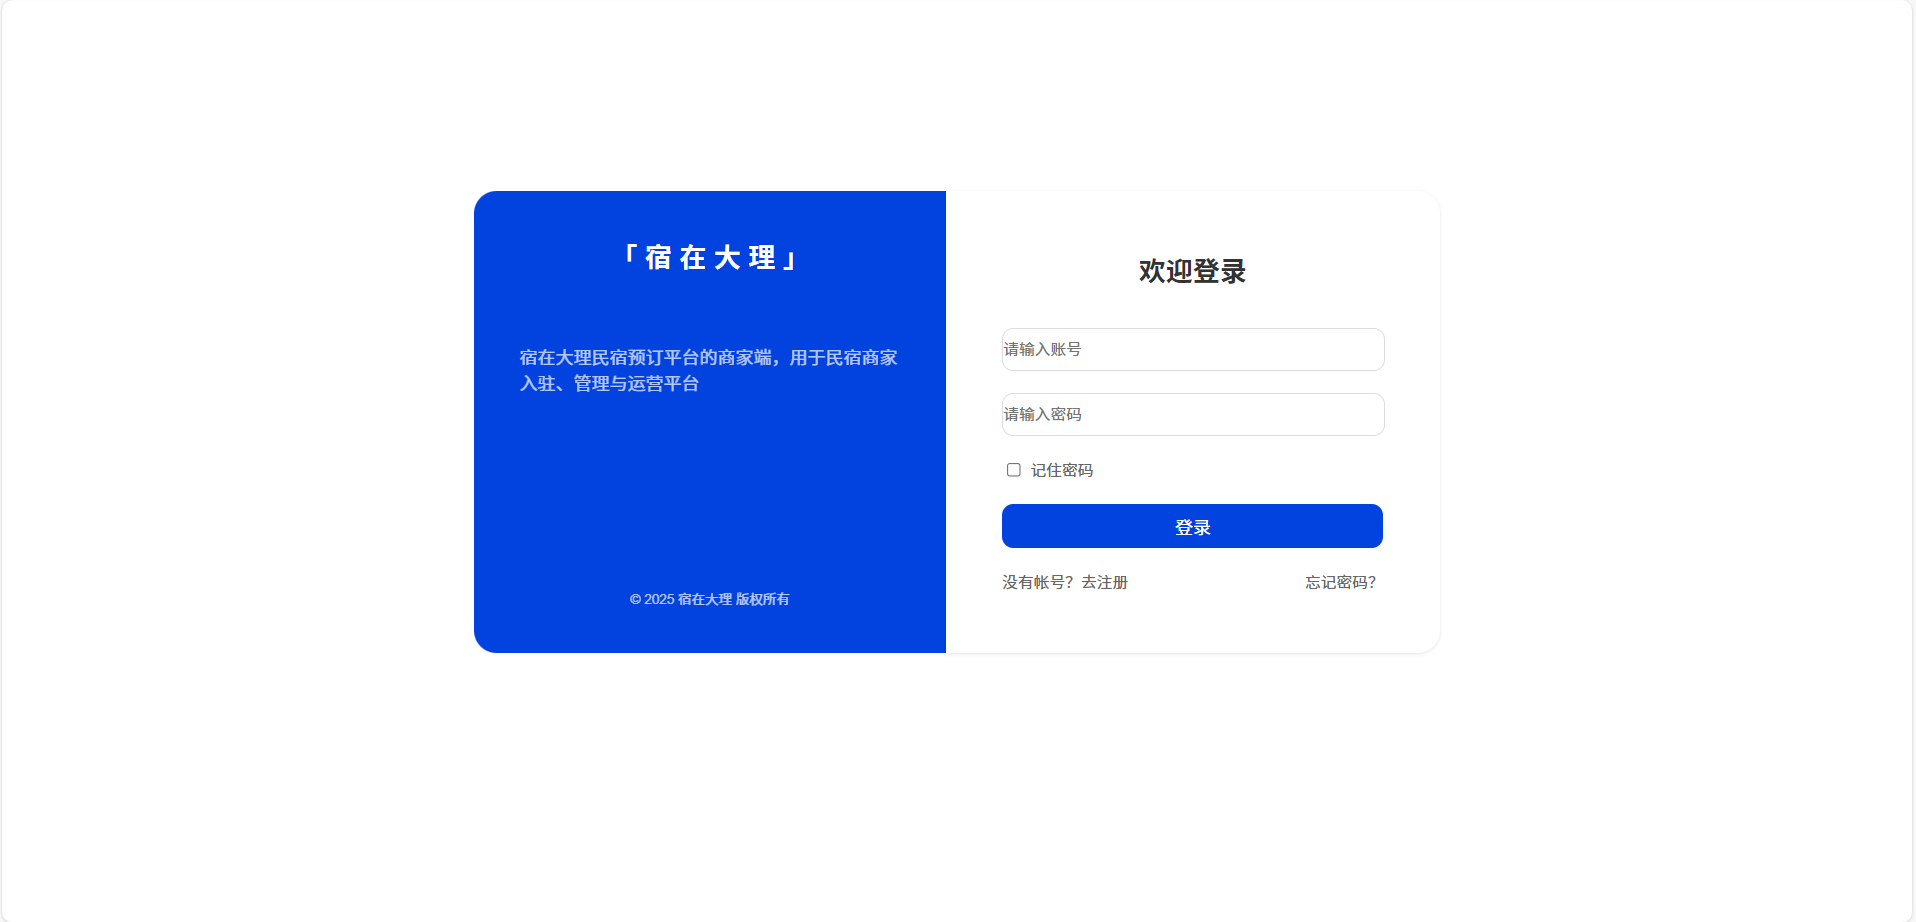 「宿在大理」
宿在大理民宿预订平台的商家端，用于民宿商家
入驻、管理与运营平台
© 2025 宿在大理 版权所有
欢迎登录
请输入账号
请输入密码
记住密码
登录
没有帐号？去注册
忘记密码？